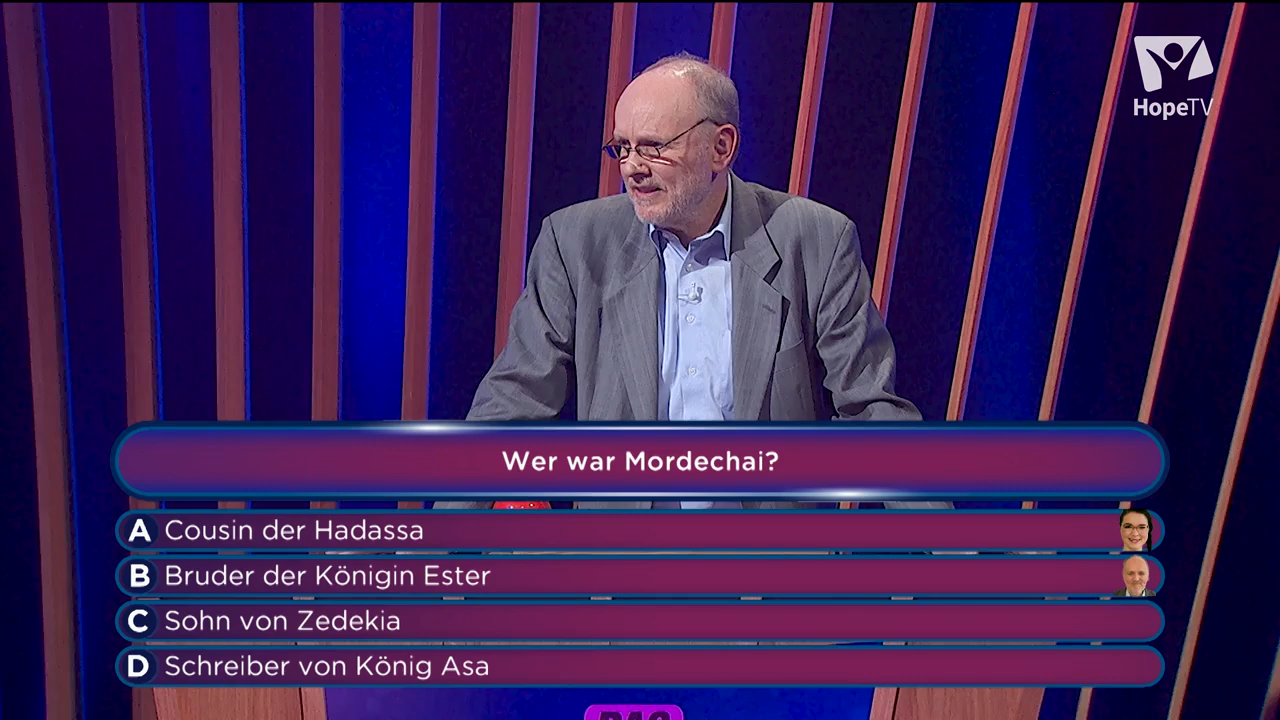 HopeTV
Wer war Mordechai?
A Cousin der Hadassa
B Bruder der Königin Ester
C Sohn von Zedekia
D Schreiber von König Asa